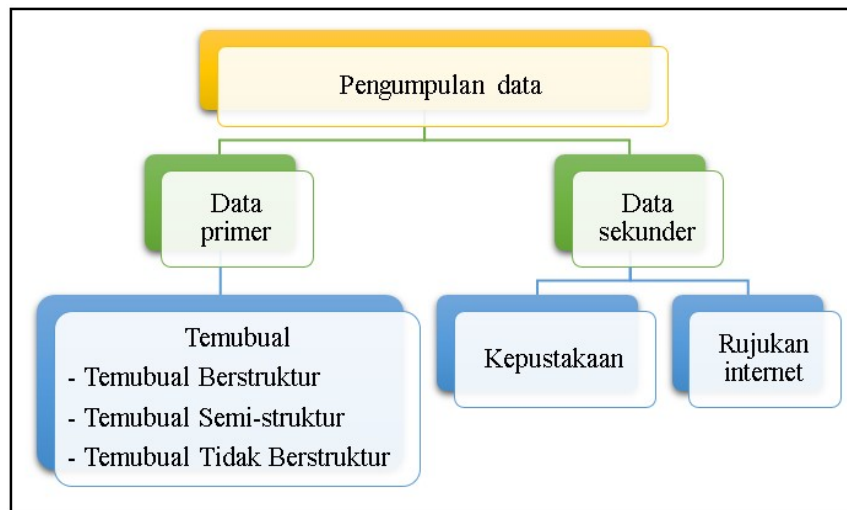 Pengumpulan data
Data
primer
Data
sekunder
Temubual
- Temubual Berstruktur
- Temubual Semi-struktur
- Temubual Tidak Berstruktur
Kepustakaan
Rujukan
internet